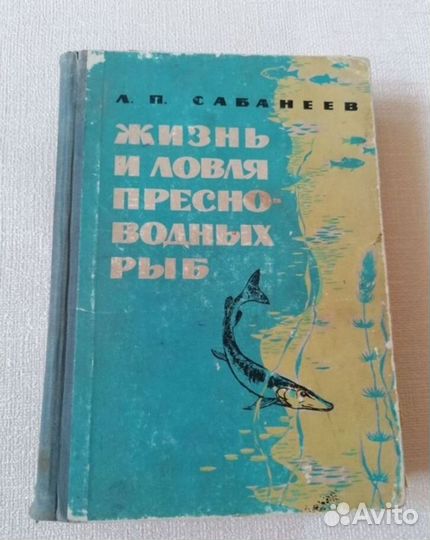 Л. П. САБАНЕЕВ
ЖИЗНЬ
И ЛОВЛЯ
ПРЕСНО-
ВОДНЫХ
РЫБ
Avito